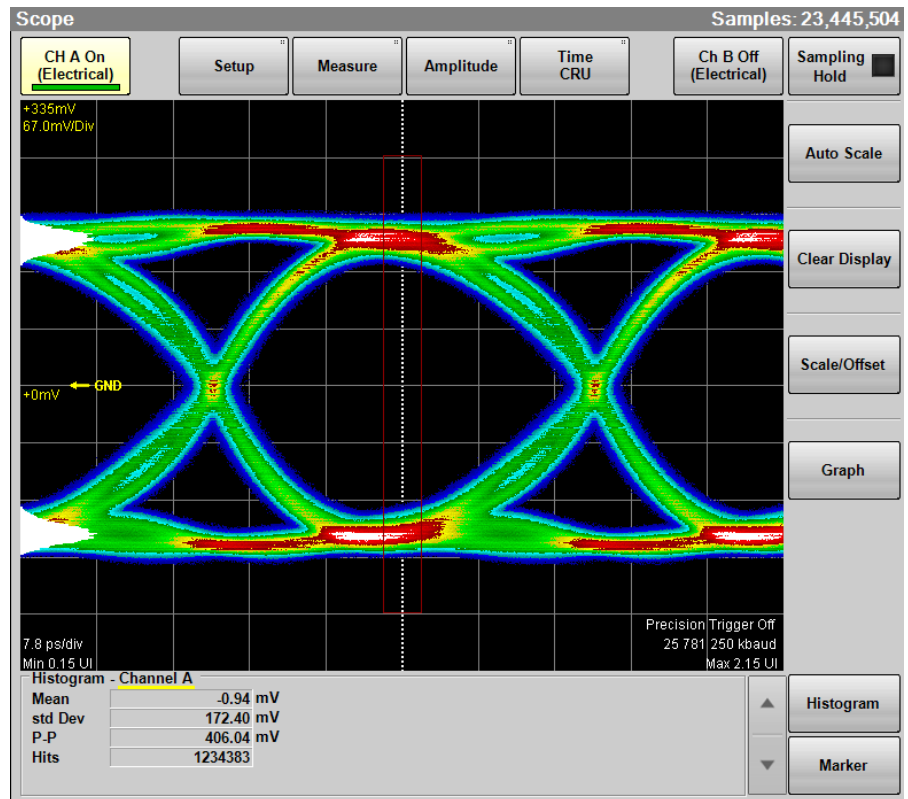 Scope
Samples: 23,445,504
CH A On
(Electrical)
Setup
Measure
Amplitude
Time
CRU
Ch B Off
(Electrical)
Sampling
Hold
+335mV
67.0mV/Div
Auto Scale
Clear Display
Scale/Offset
+0mV
GND
Graph
Precision Trigger Off
7.8 ps/div
25 781 250 kbaud
Min 0.15 UI
Max 2.15 UI
Histogram - Channel A
Mean -0.94 mV
std Dev 172.40 mV
P-P 406.04 mV
Hits 1234383
Histogram
Marker